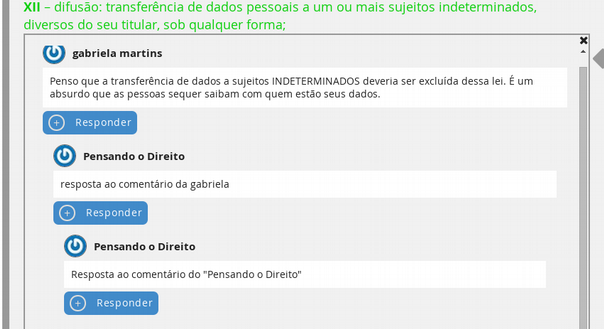 XII – difusão: transferência de dados pessoais a um ou mais sujeitos indeterminados,
diversos do seu titular, sob qualquer forma;
gabriela martins
Penso que a transferência de dados a sujeitos INDETERMINADOS deveria ser excluída dessa lei. É um
absurdo que as pessoas sequer saibam com quem estão seus dados.
Responder
Pensando o Direito
resposta ao comentário da gabriela
Responder
Pensando o Direito
Resposta ao comentário do "Pensando o Direito"
Responder